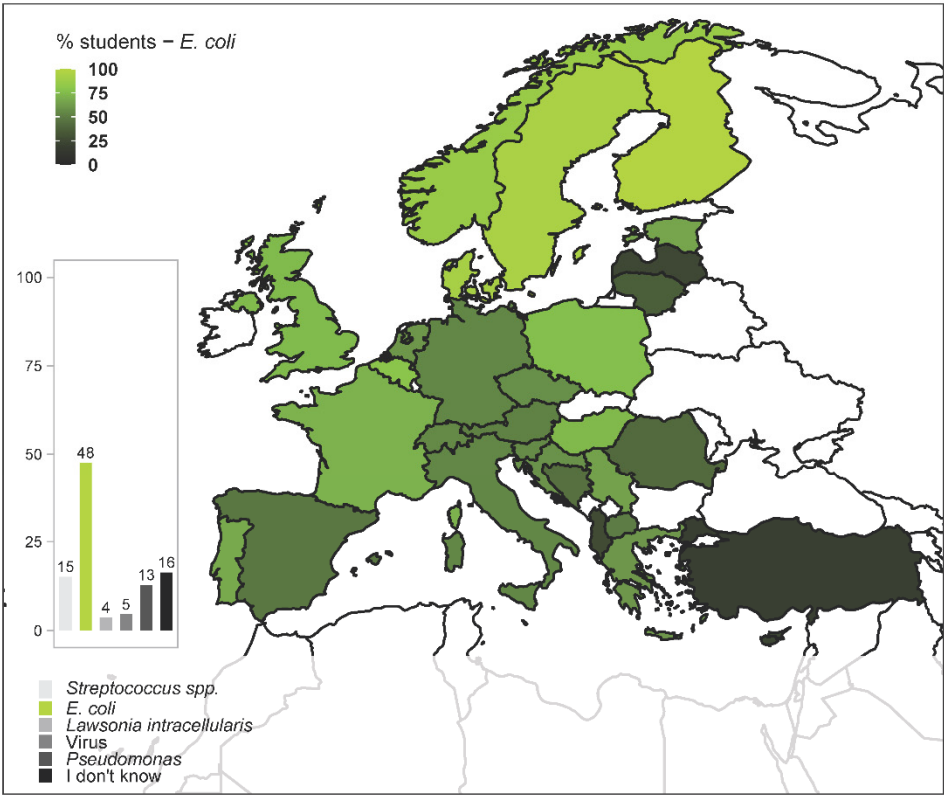 % students − E. coli
100
75
50
25
0
100
75
50
25
0
15
48
4
5
13
16
Streptococcus spp.
E. coli
Lawsonia intracellularis
Virus
Pseudomonas
I don't know